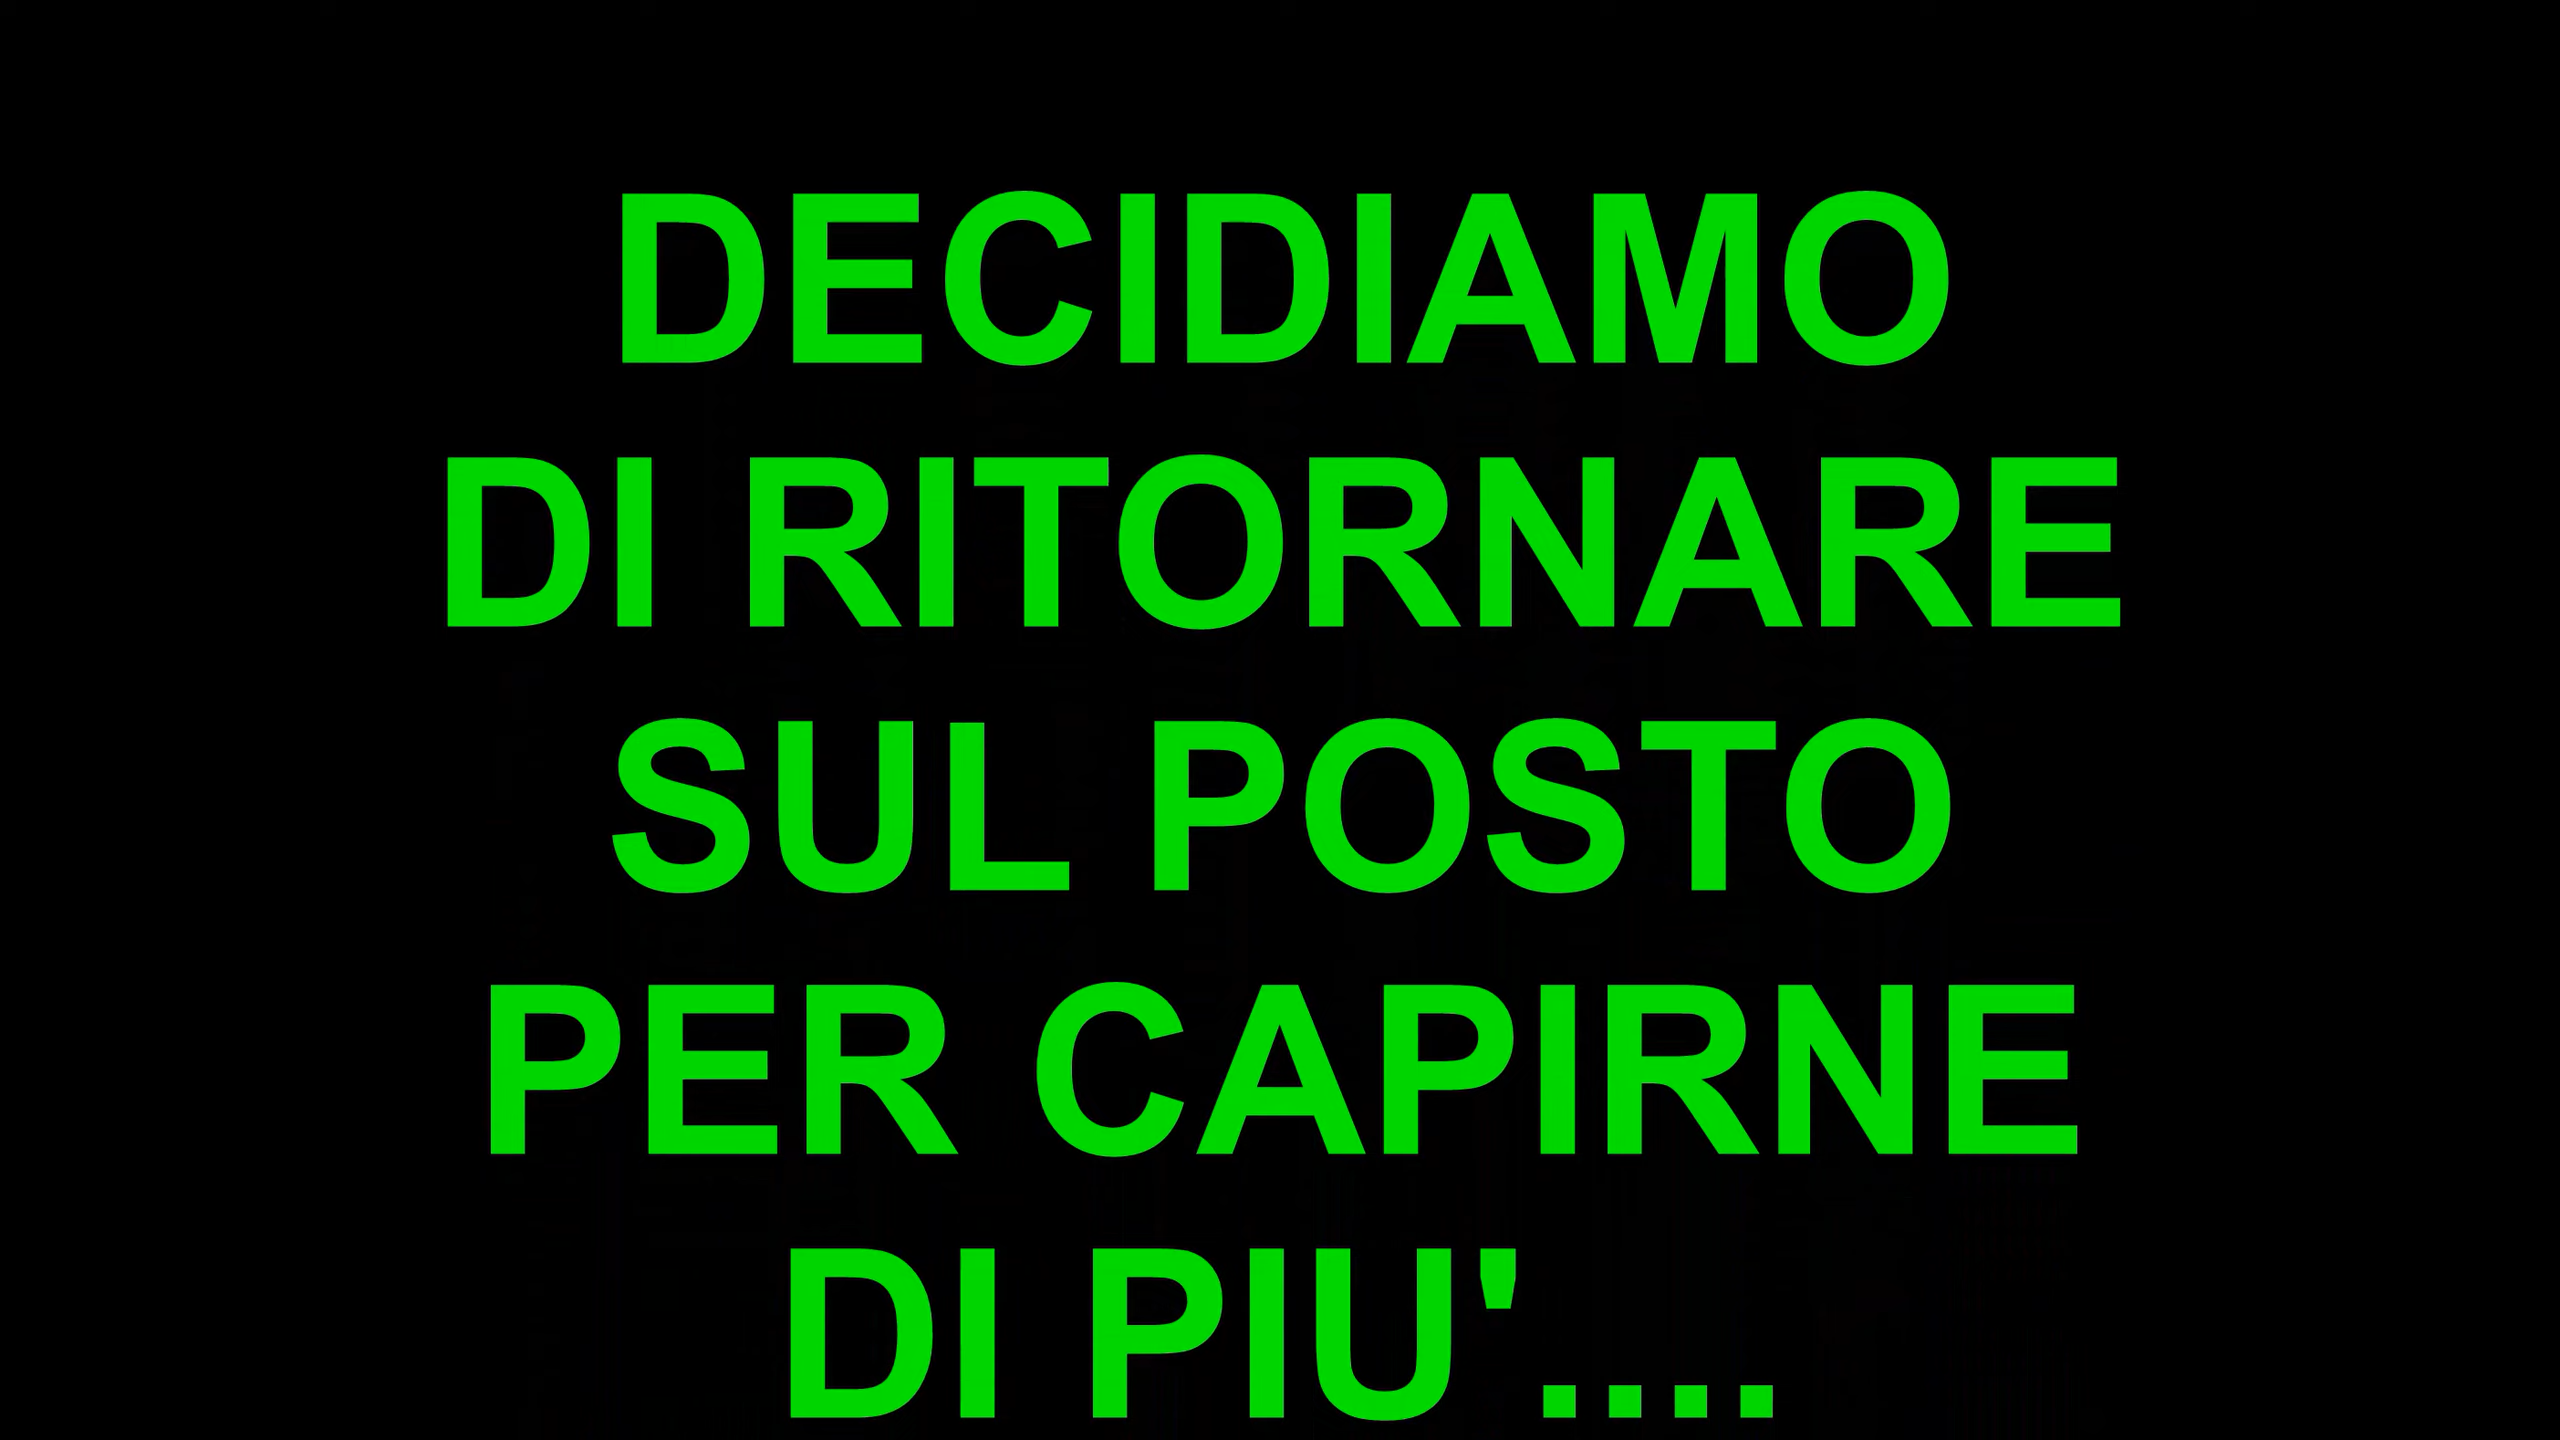 DECIDIAMO
DI RITORNARE
SUL POSTO
PER CAPIRNE
DI PIU'....